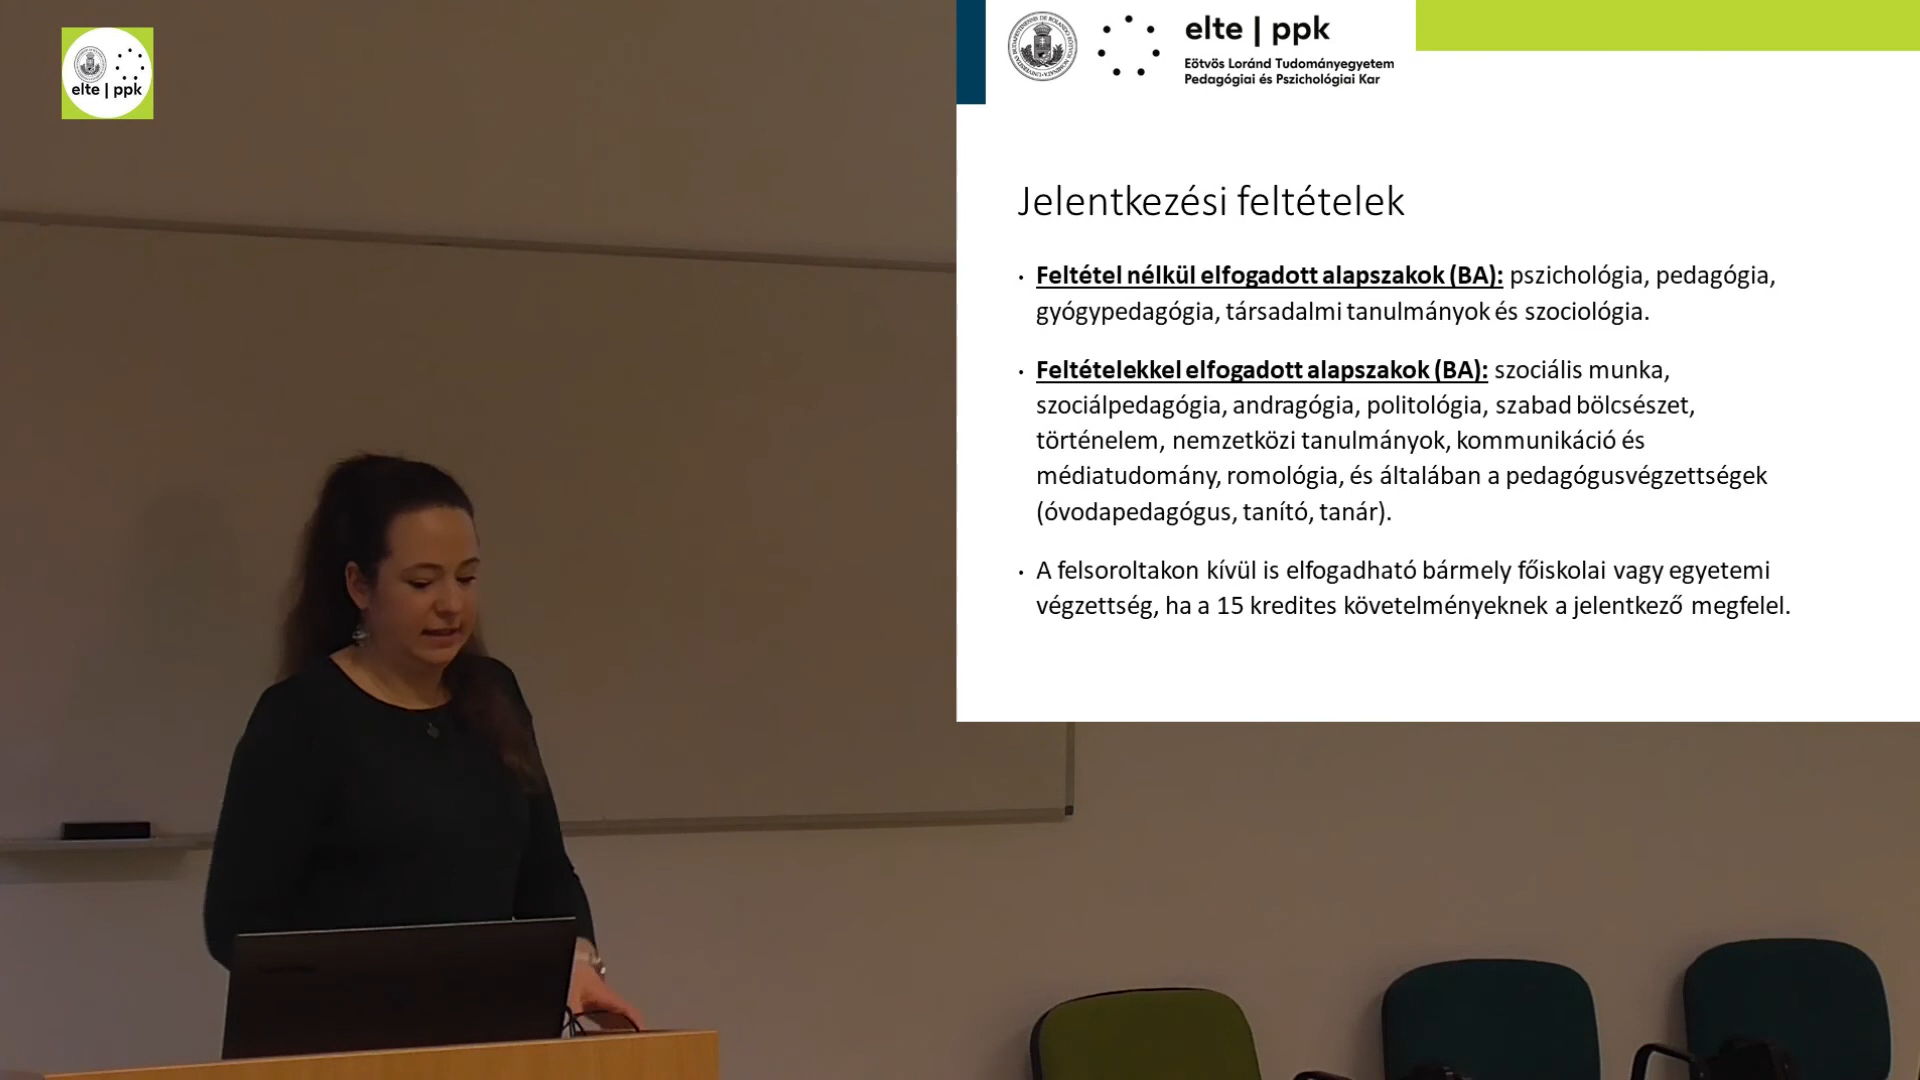 elte | ppk
elte | ppk
Eötvös Loránd Tudományegyetem
Pedagógiai és Pszichológiai Kar
Jelentkezési feltételek
• Feltétel nélkül elfogadott alapszakok (BA): pszichológia, pedagógia,
gyógypedagógia, társadalmi tanulmányok és szociológia.
• Feltételekkel elfogadott alapszakok (BA): szociális munka,
szociálpedagógia, andragógia, politológia, szabad bölcsészet,
történelem, nemzetközi tanulmányok, kommunikáció és
médiatudomány, romológia, és általában a pedagógusvégzettségek
(óvodapedagógus, tanító, tanár).
• A felsoroltakon kívül is elfogadható bármely főiskolai vagy egyetemi
végzettség, ha a 15 kredites követelményeknek a jelentkező megfelel.